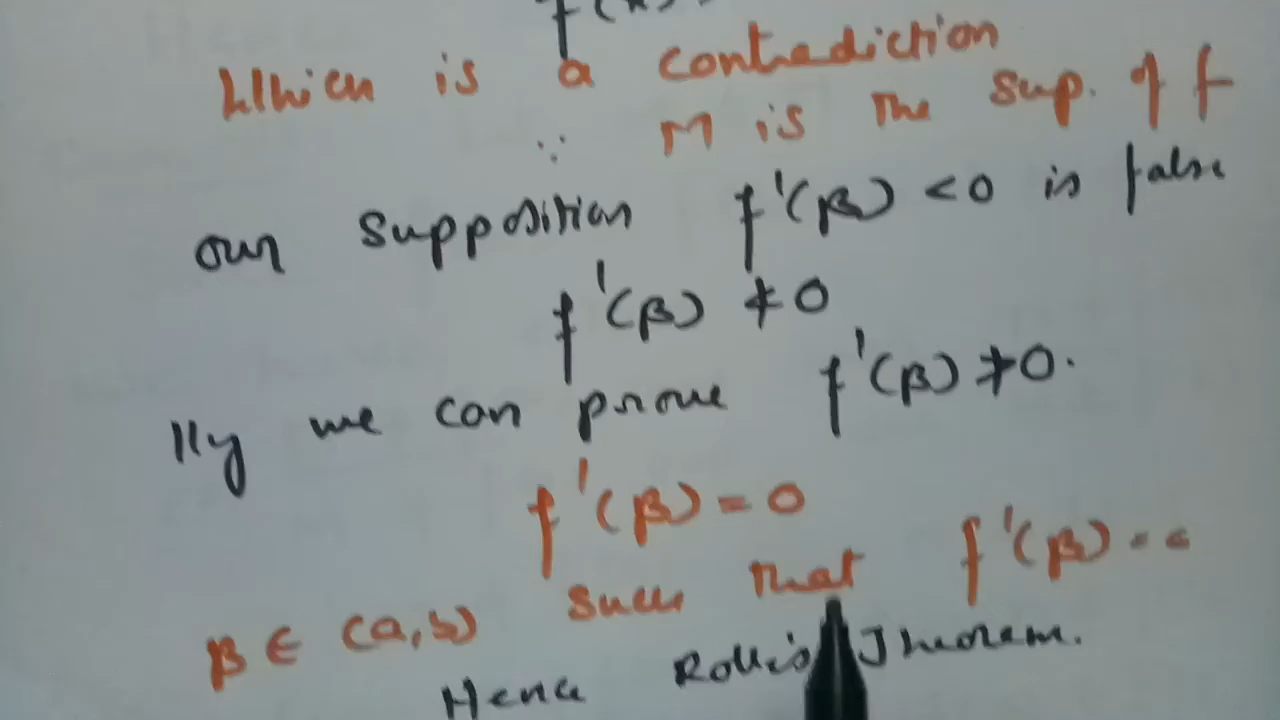 f(x).
Which is a contradiction
∵ M is the sup. of f
our supposition f'(β) <0 is false
f'(β) ≮ 0
lly we can prove f'(β) ≯ 0.
f'(β) = 0
β ∈ (a,b) such that f'(β) = 0
Hence Rolle's Theorem.